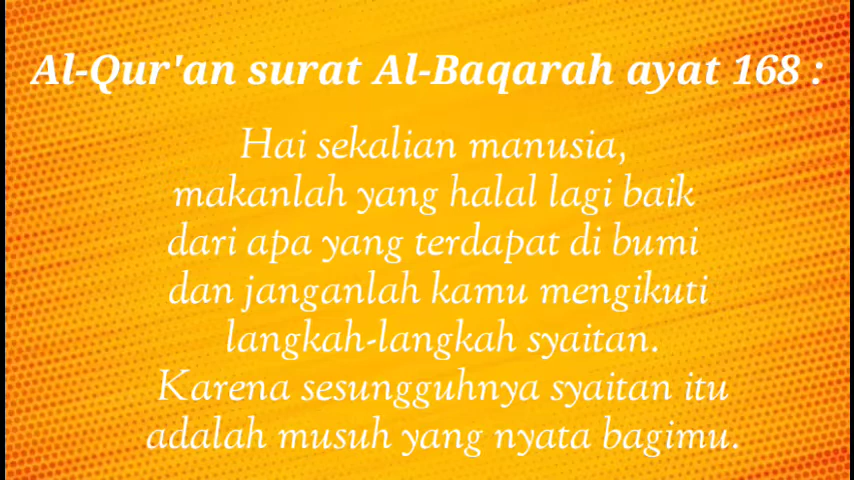 Al-Qur'an surat Al-Baqarah ayat 168 :
Hai sekalian manusia,
makanlah yang halal lagi baik
dari apa yang terdapat di bumi
dan janganlah kamu mengikuti
langkah-langkah syaitan.
Karena sesungguhnya syaitan itu
adalah musuh yang nyata bagimu.